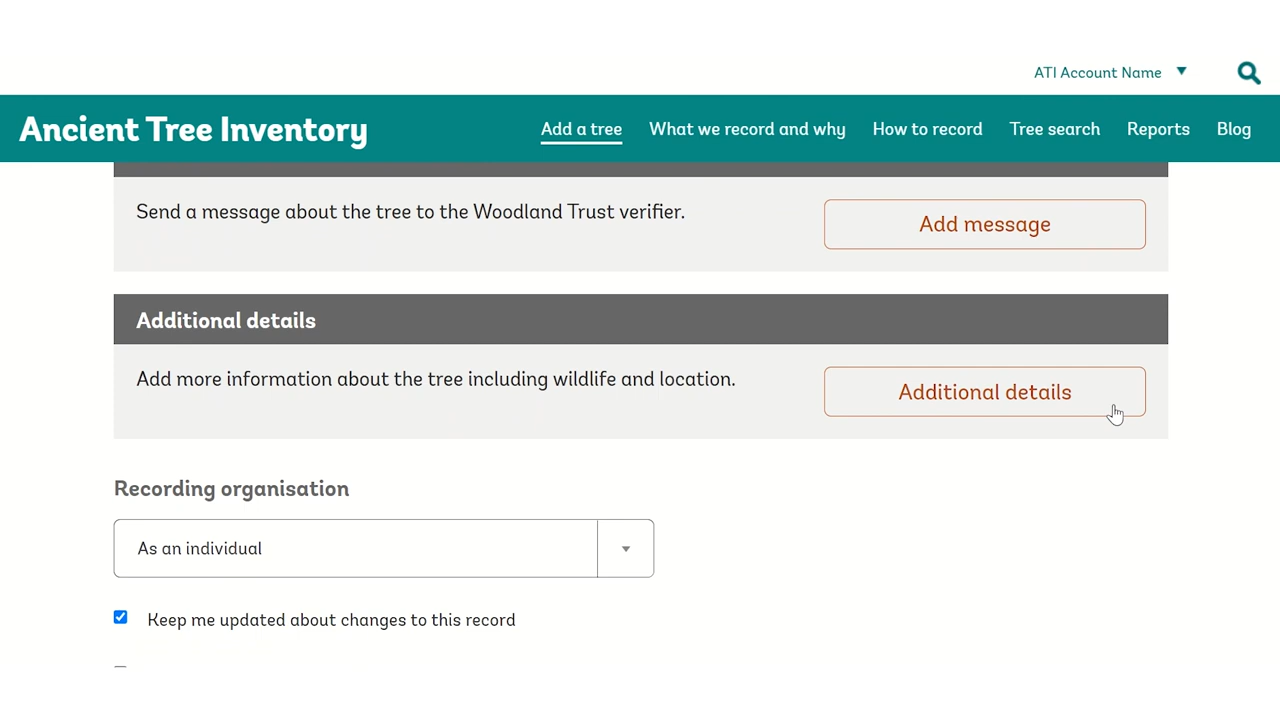 ATI Account Name
Ancient Tree Inventory
Add a tree
What we record and why
How to record
Tree search
Reports
Blog
Send a message about the tree to the Woodland Trust verifier.
Add message
Additional details
Add more information about the tree including wildlife and location.
Additional details
Recording organisation
As an individual
Keep me updated about changes to this record